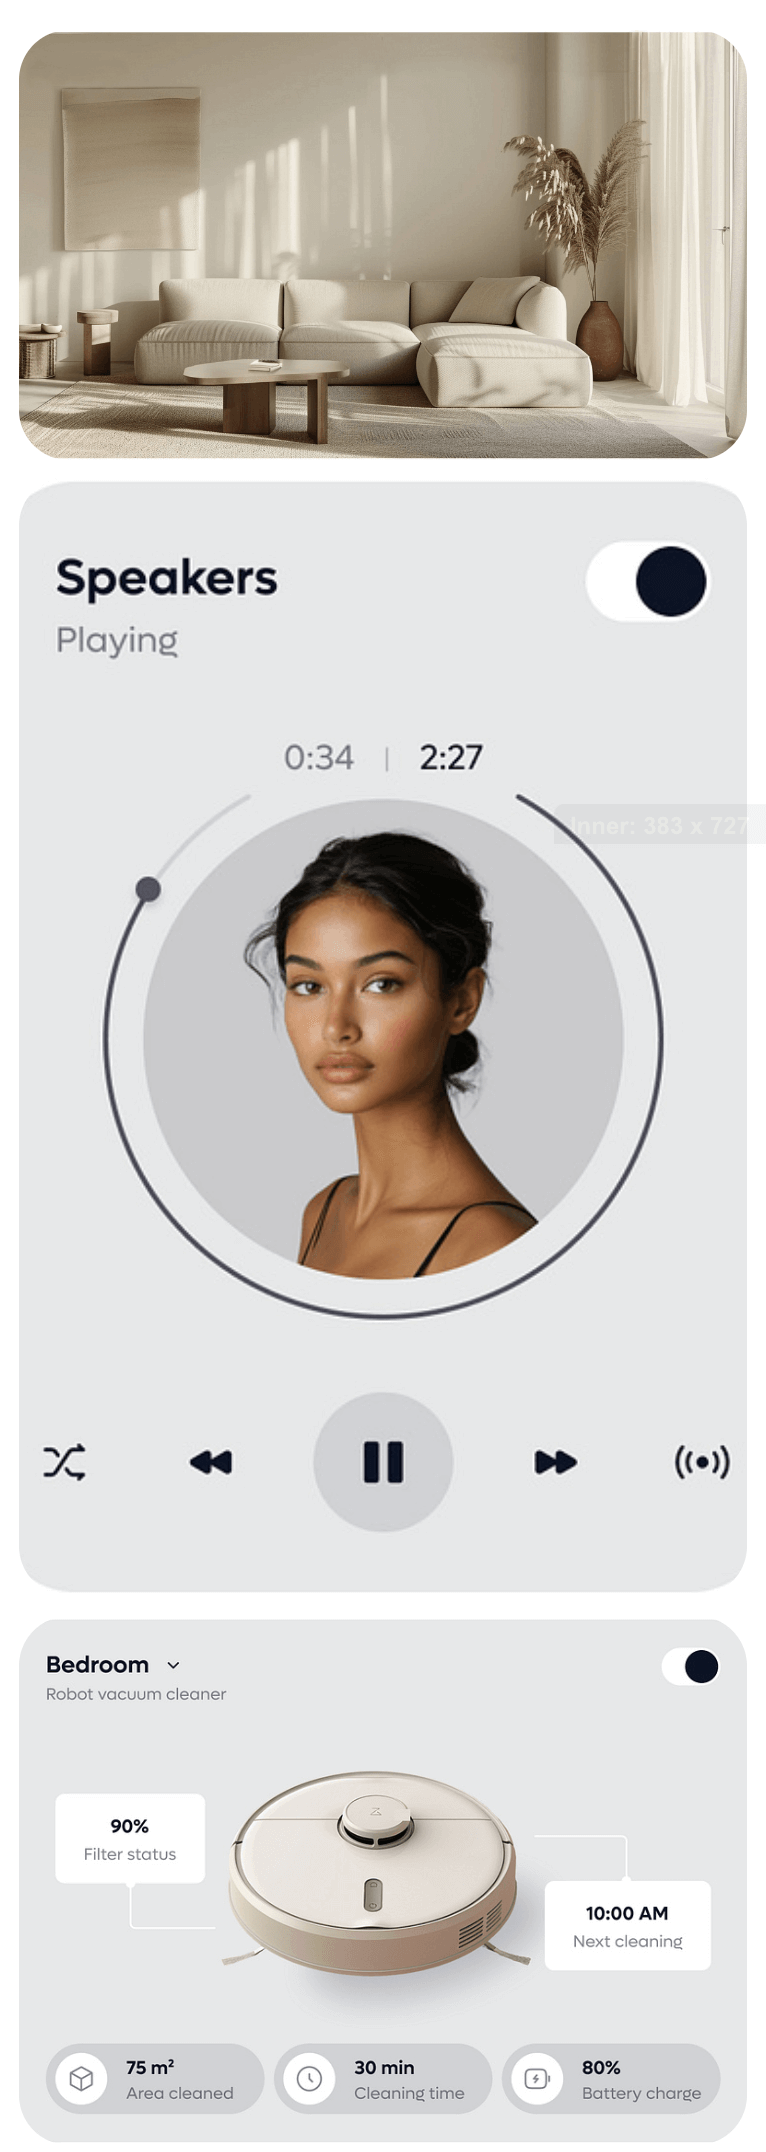 Speakers
Playing
0:34 | 2:27
Inner: 383 x 727
Bedroom
Robot vacuum cleaner
90%
Filter status
10:00 AM
Next cleaning
75 m²
Area cleaned
30 min
Cleaning time
80%
Battery charge